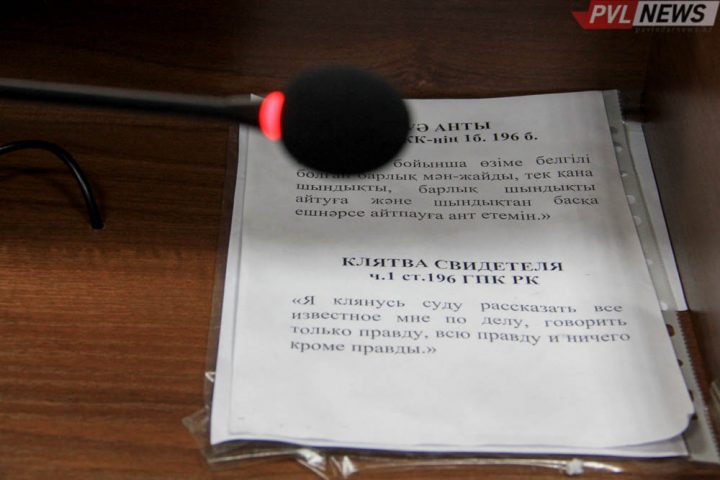 PVL NEWS
УӘ АНТЫ
КК-нің 1б. 196 б.
бойынша өзіме белгілі
болған барлық мән-жайды, тек қана
шындықты, барлық шындықты
айтуға және шындықтан басқа
ешнәрсе айтпауға ант етемін.»
КЛЯТВА СВИДЕТЕЛЯ
ч.1 ст.196 ГПК РК
«Я клянусь суду рассказать все
известное мне по делу, говорить
только правду, всю правду и ничего
кроме правды.»